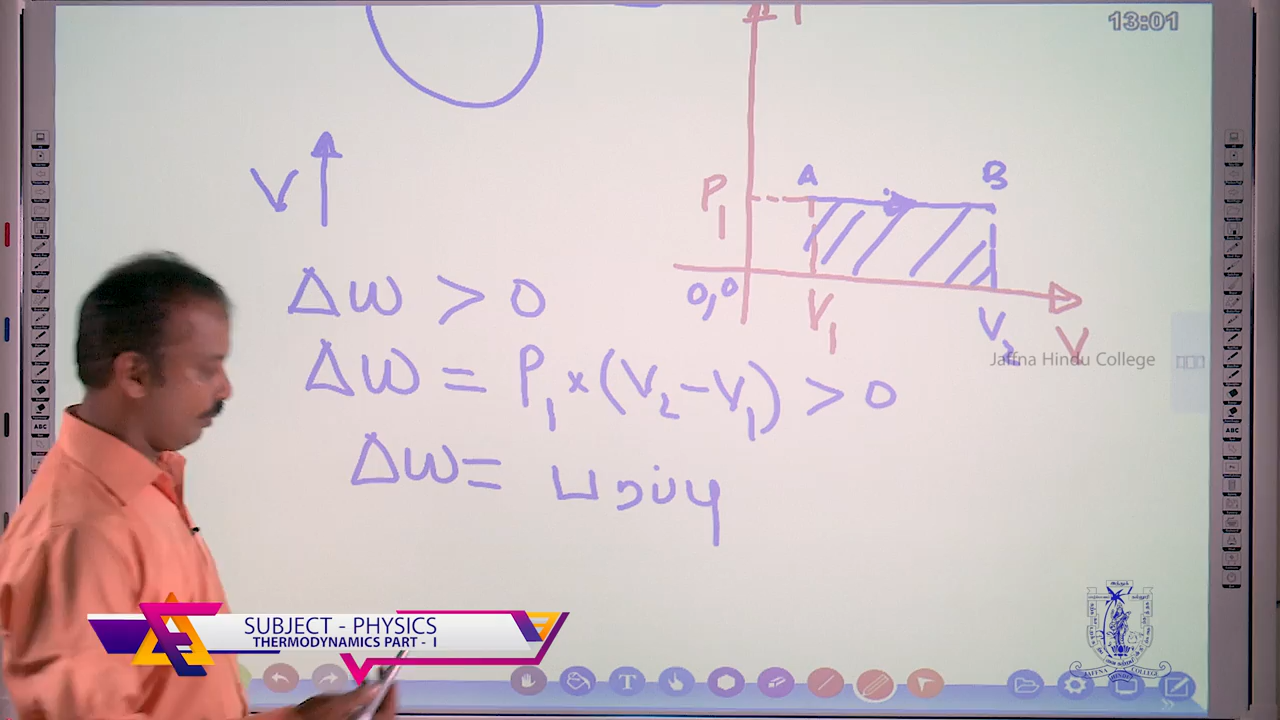 13:01
A
B
P₁
V ↑
0,0
V₁
V₂
V
ΔW > 0
Jaffna Hindu College
ΔW = P₁ × (V₂ – V₁) > 0
ΔW = பரப்பு
SUBJECT - PHYSICS
THERMODYNAMICS PART - I